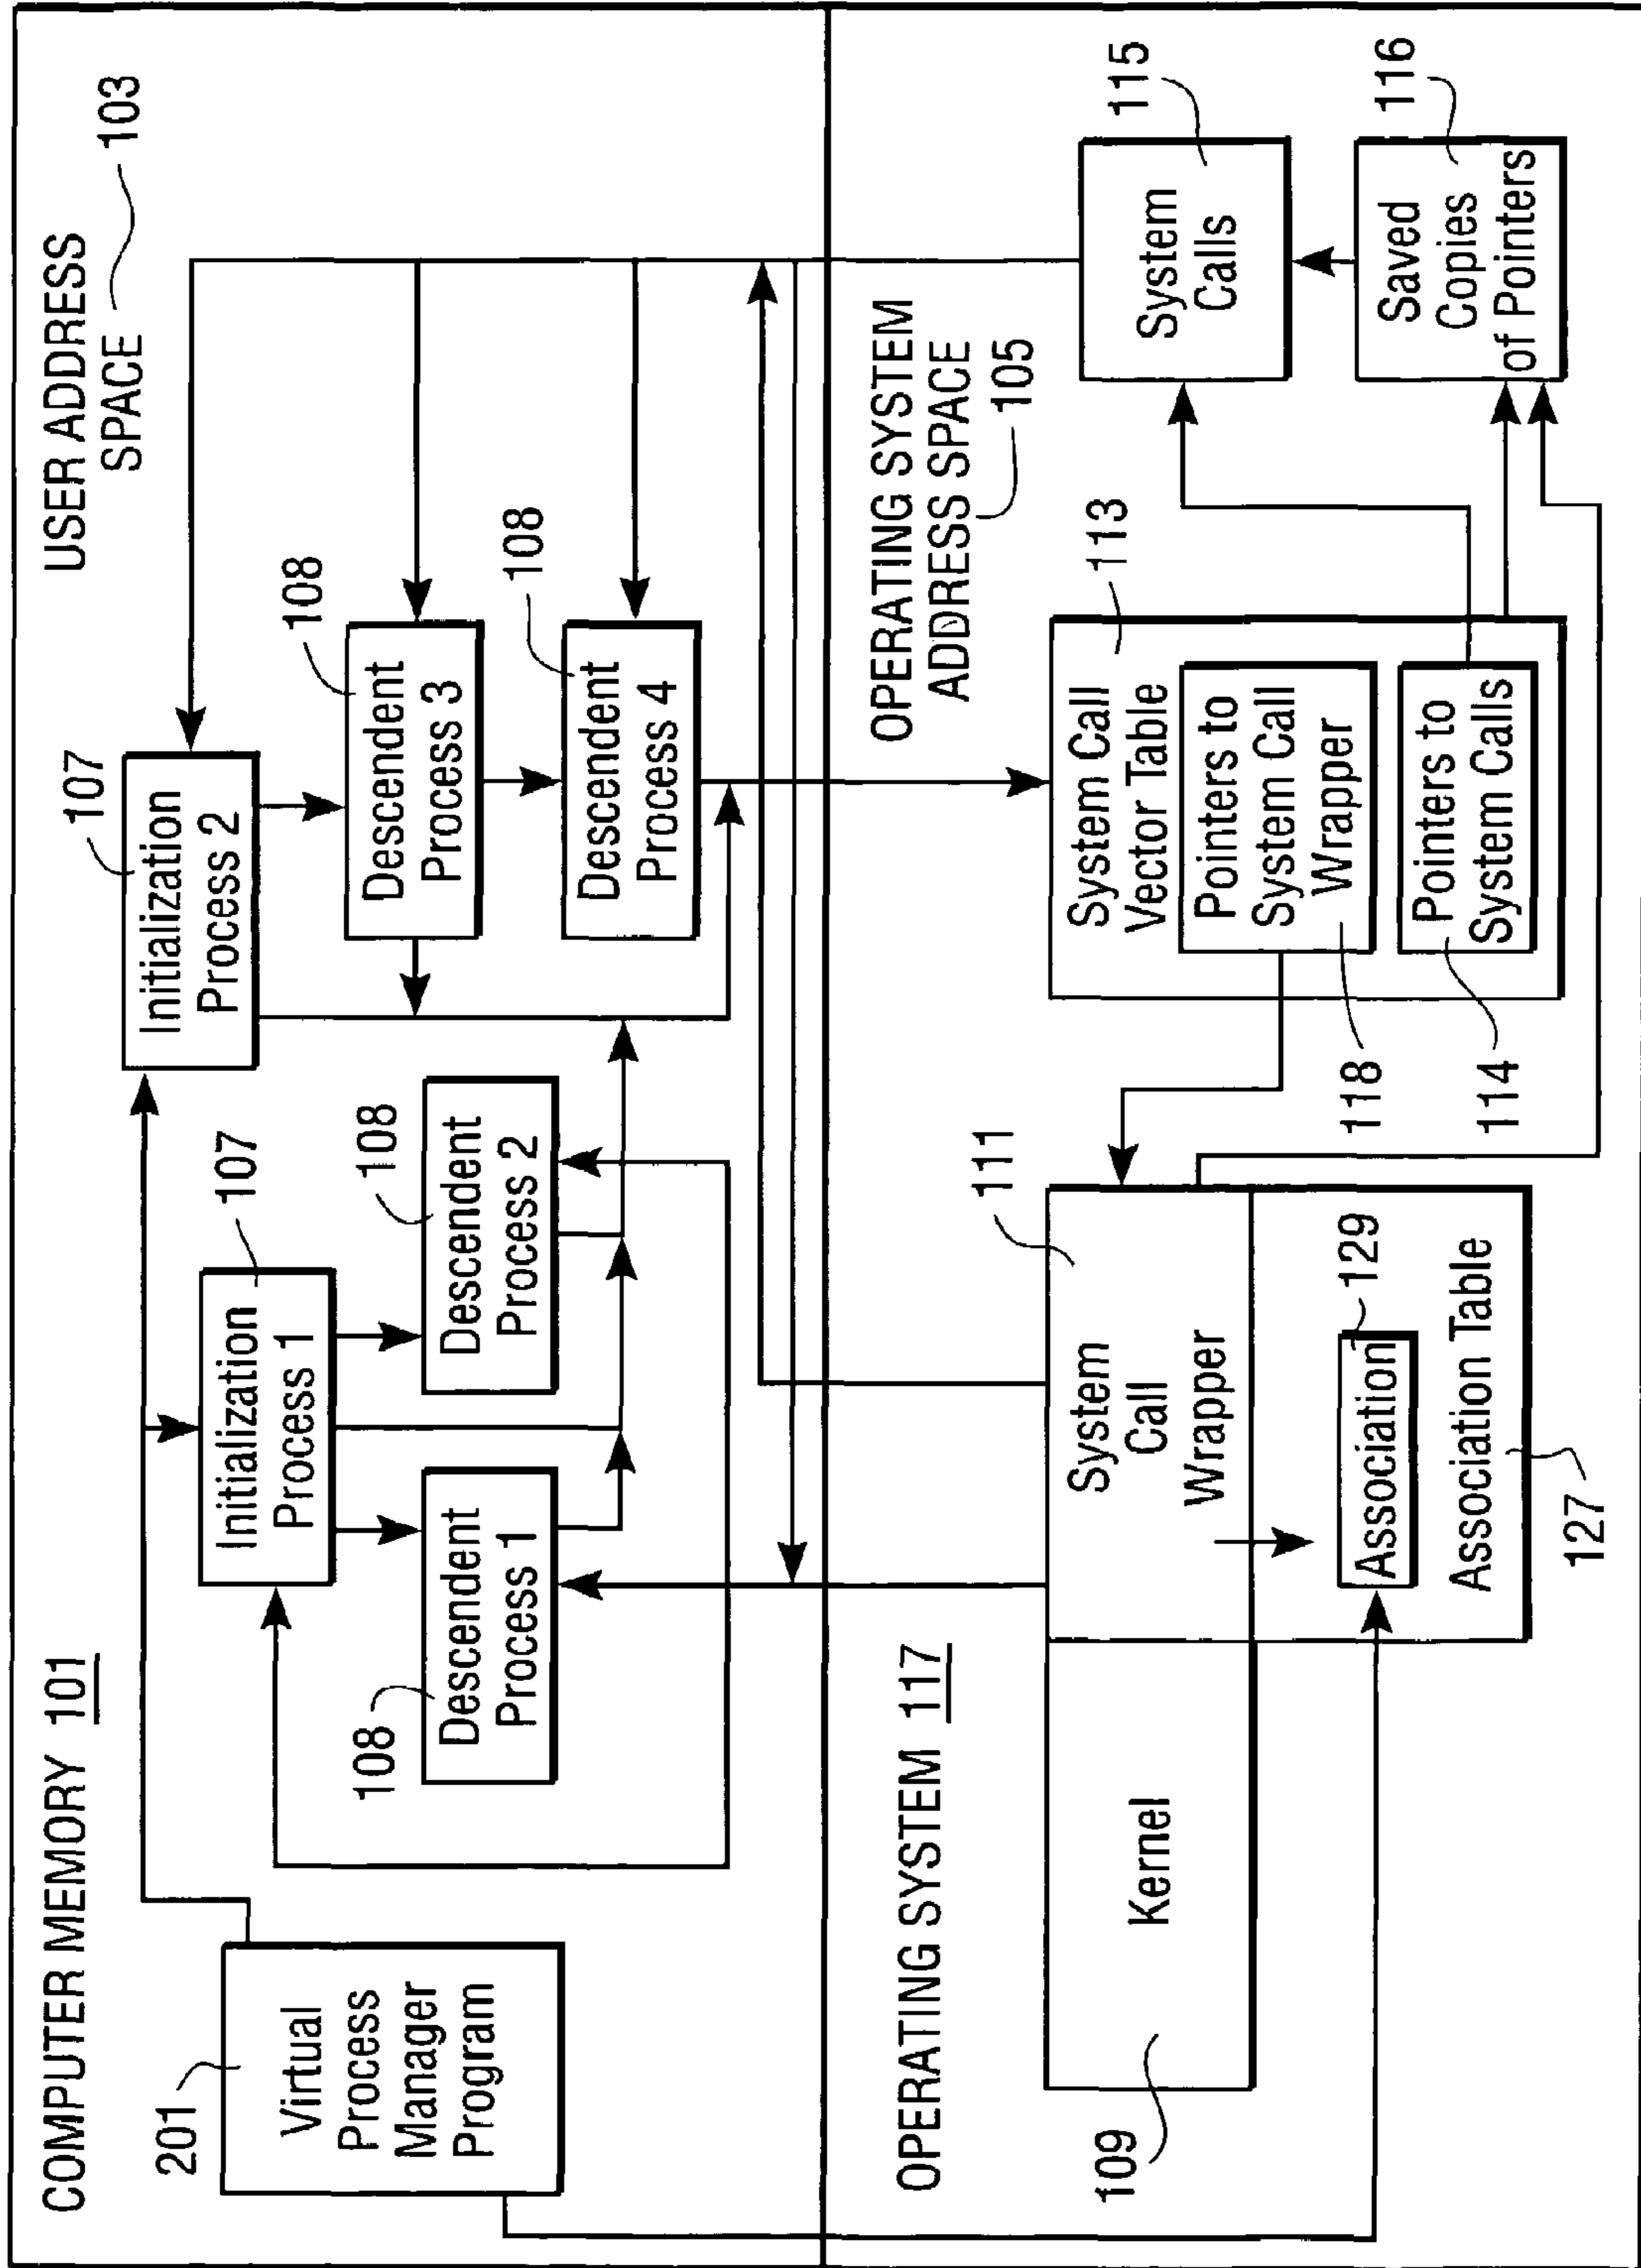 COMPUTER MEMORY 101
USER ADDRESS
SPACE
103
201
Virtual
Process
Manager
Program
107
Initialization
Process 1
108
Descendent
Process 1
108
Descendent
Process 2
107
Initialization
Process 2
108
Descendent
Process 3
108
Descendent
Process 4
OPERATING SYSTEM 117
OPERATING SYSTEM
ADDRESS SPACE
105
109
Kernel
111
System
Call
Wrapper
129
Association
Association Table
127
113
System Call
Vector Table
Pointers to
System Call
Wrapper
118
Pointers to
System Calls
114
115
System
Calls
116
Saved
Copies
of Pointers